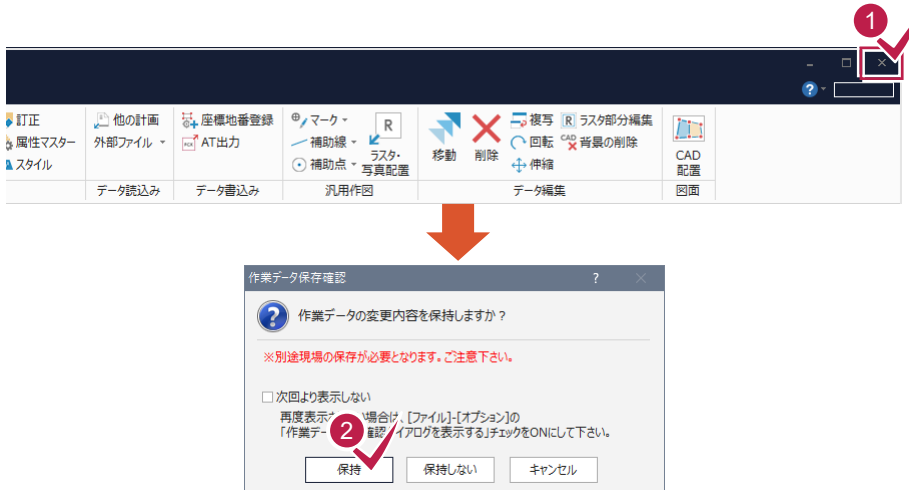 1
訂正
他の計画
座標地番登録
マーク
R
移動
削除
複写
R ラスタ部分編集
CAD
配置
属性マスター
外部ファイル
AT出力
補助線
ラスタ・
写真配置
回転
CAD 背景の削除
スタイル
補助点
伸縮
データ読込み
データ書込み
汎用作図
データ編集
図面
作業データ保存確認
?
作業データの変更内容を保持しますか？
※別途現場の保存が必要となります。ご注意下さい。
次回より表示しない
再度表示 場合は、[ファイル]-[オプション]の
「作業デー 確認 イアログを表示する」チェックをONにして下さい。
2
保持
保持しない
キャンセル